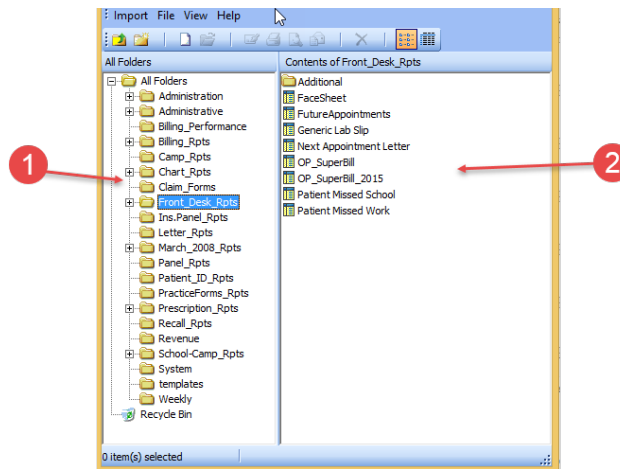 Import File View Help
All Folders
Contents of Front_Desk_Rpts
All Folders
Administration
Administrative
Billing_Performance
Billing_Rpts
Camp_Rpts
Chart_Rpts
Claim_Forms
Front_Desk_Rpts
Ins.Panel_Rpts
Letter_Rpts
March_2008_Rpts
Panel_Rpts
Patient_ID_Rpts
PracticeForms_Rpts
Prescription_Rpts
Recall_Rpts
Revenue
School-Camp_Rpts
System
templates
Weekly
Recycle Bin
Additional
FaceSheet
FutureAppointments
Generic Lab Slip
Next Appointment Letter
OP_SuperBill
OP_SuperBill_2015
Patient Missed School
Patient Missed Work
1
2
0 item(s) selected